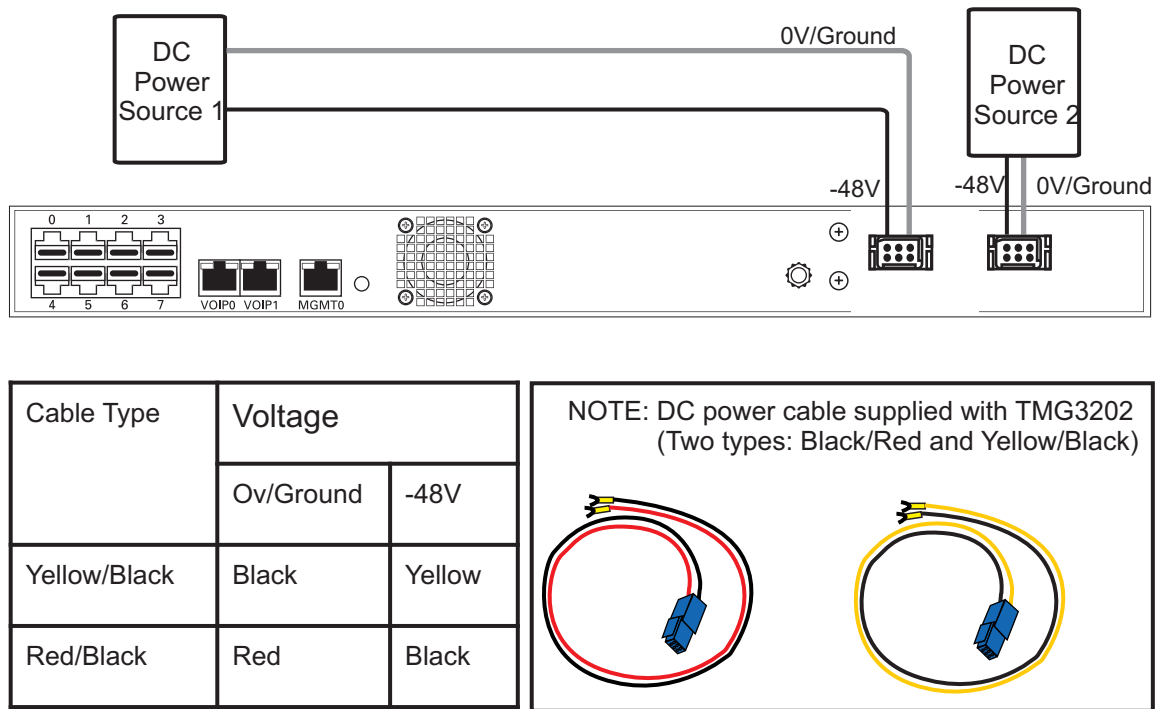 DC
Power
Source 1
0V/Ground
DC
Power
Source 2
-48V
-48V
0V/Ground
0 1 2 3
4 5 6 7
VOIP0 VOIP1 MGMT0
Cable Type
Voltage
Ov/Ground
-48V
Yellow/Black
Black
Yellow
Red/Black
Red
Black
NOTE: DC power cable supplied with TMG3202
(Two types: Black/Red and Yellow/Black)